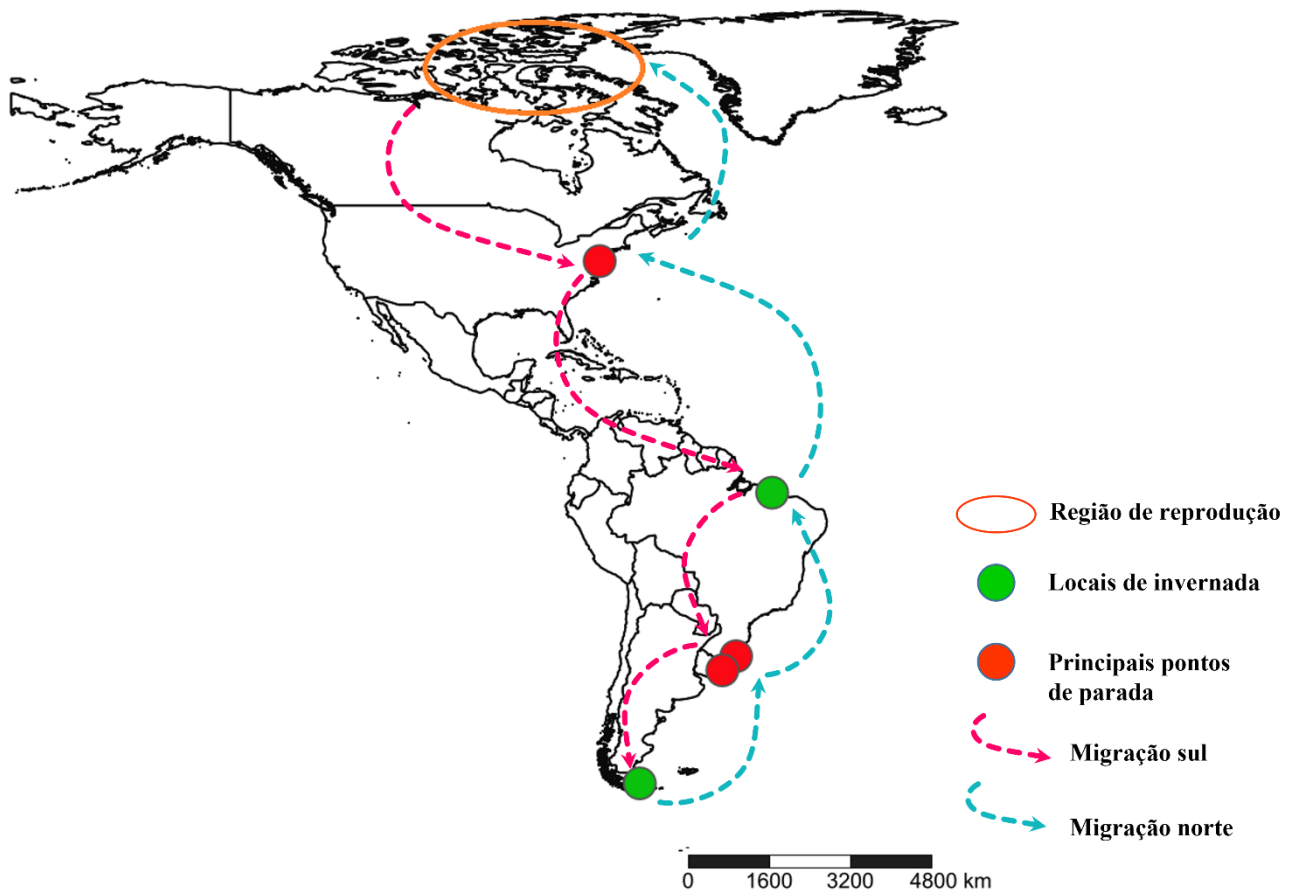 Região de reprodução
Locais de invernada
Principais pontos
de parada
Migração sul
Migração norte
0 1600 3200 4800 km